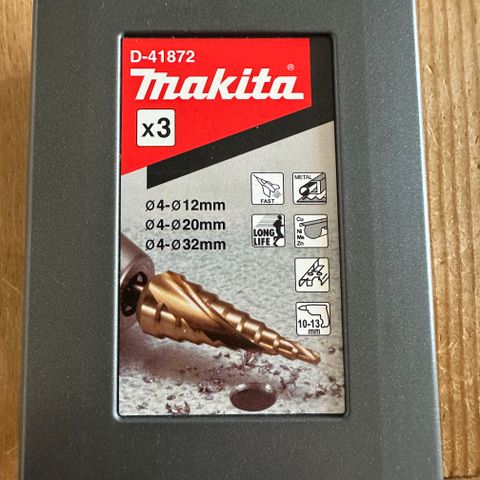 D-41872
makita®
x3
Ø4-Ø12mm
Ø4-Ø20mm
Ø4-Ø32mm
FAST
METAL
LONG
LIFE
Cu
Ni
Ms
Zn
10-13
mm